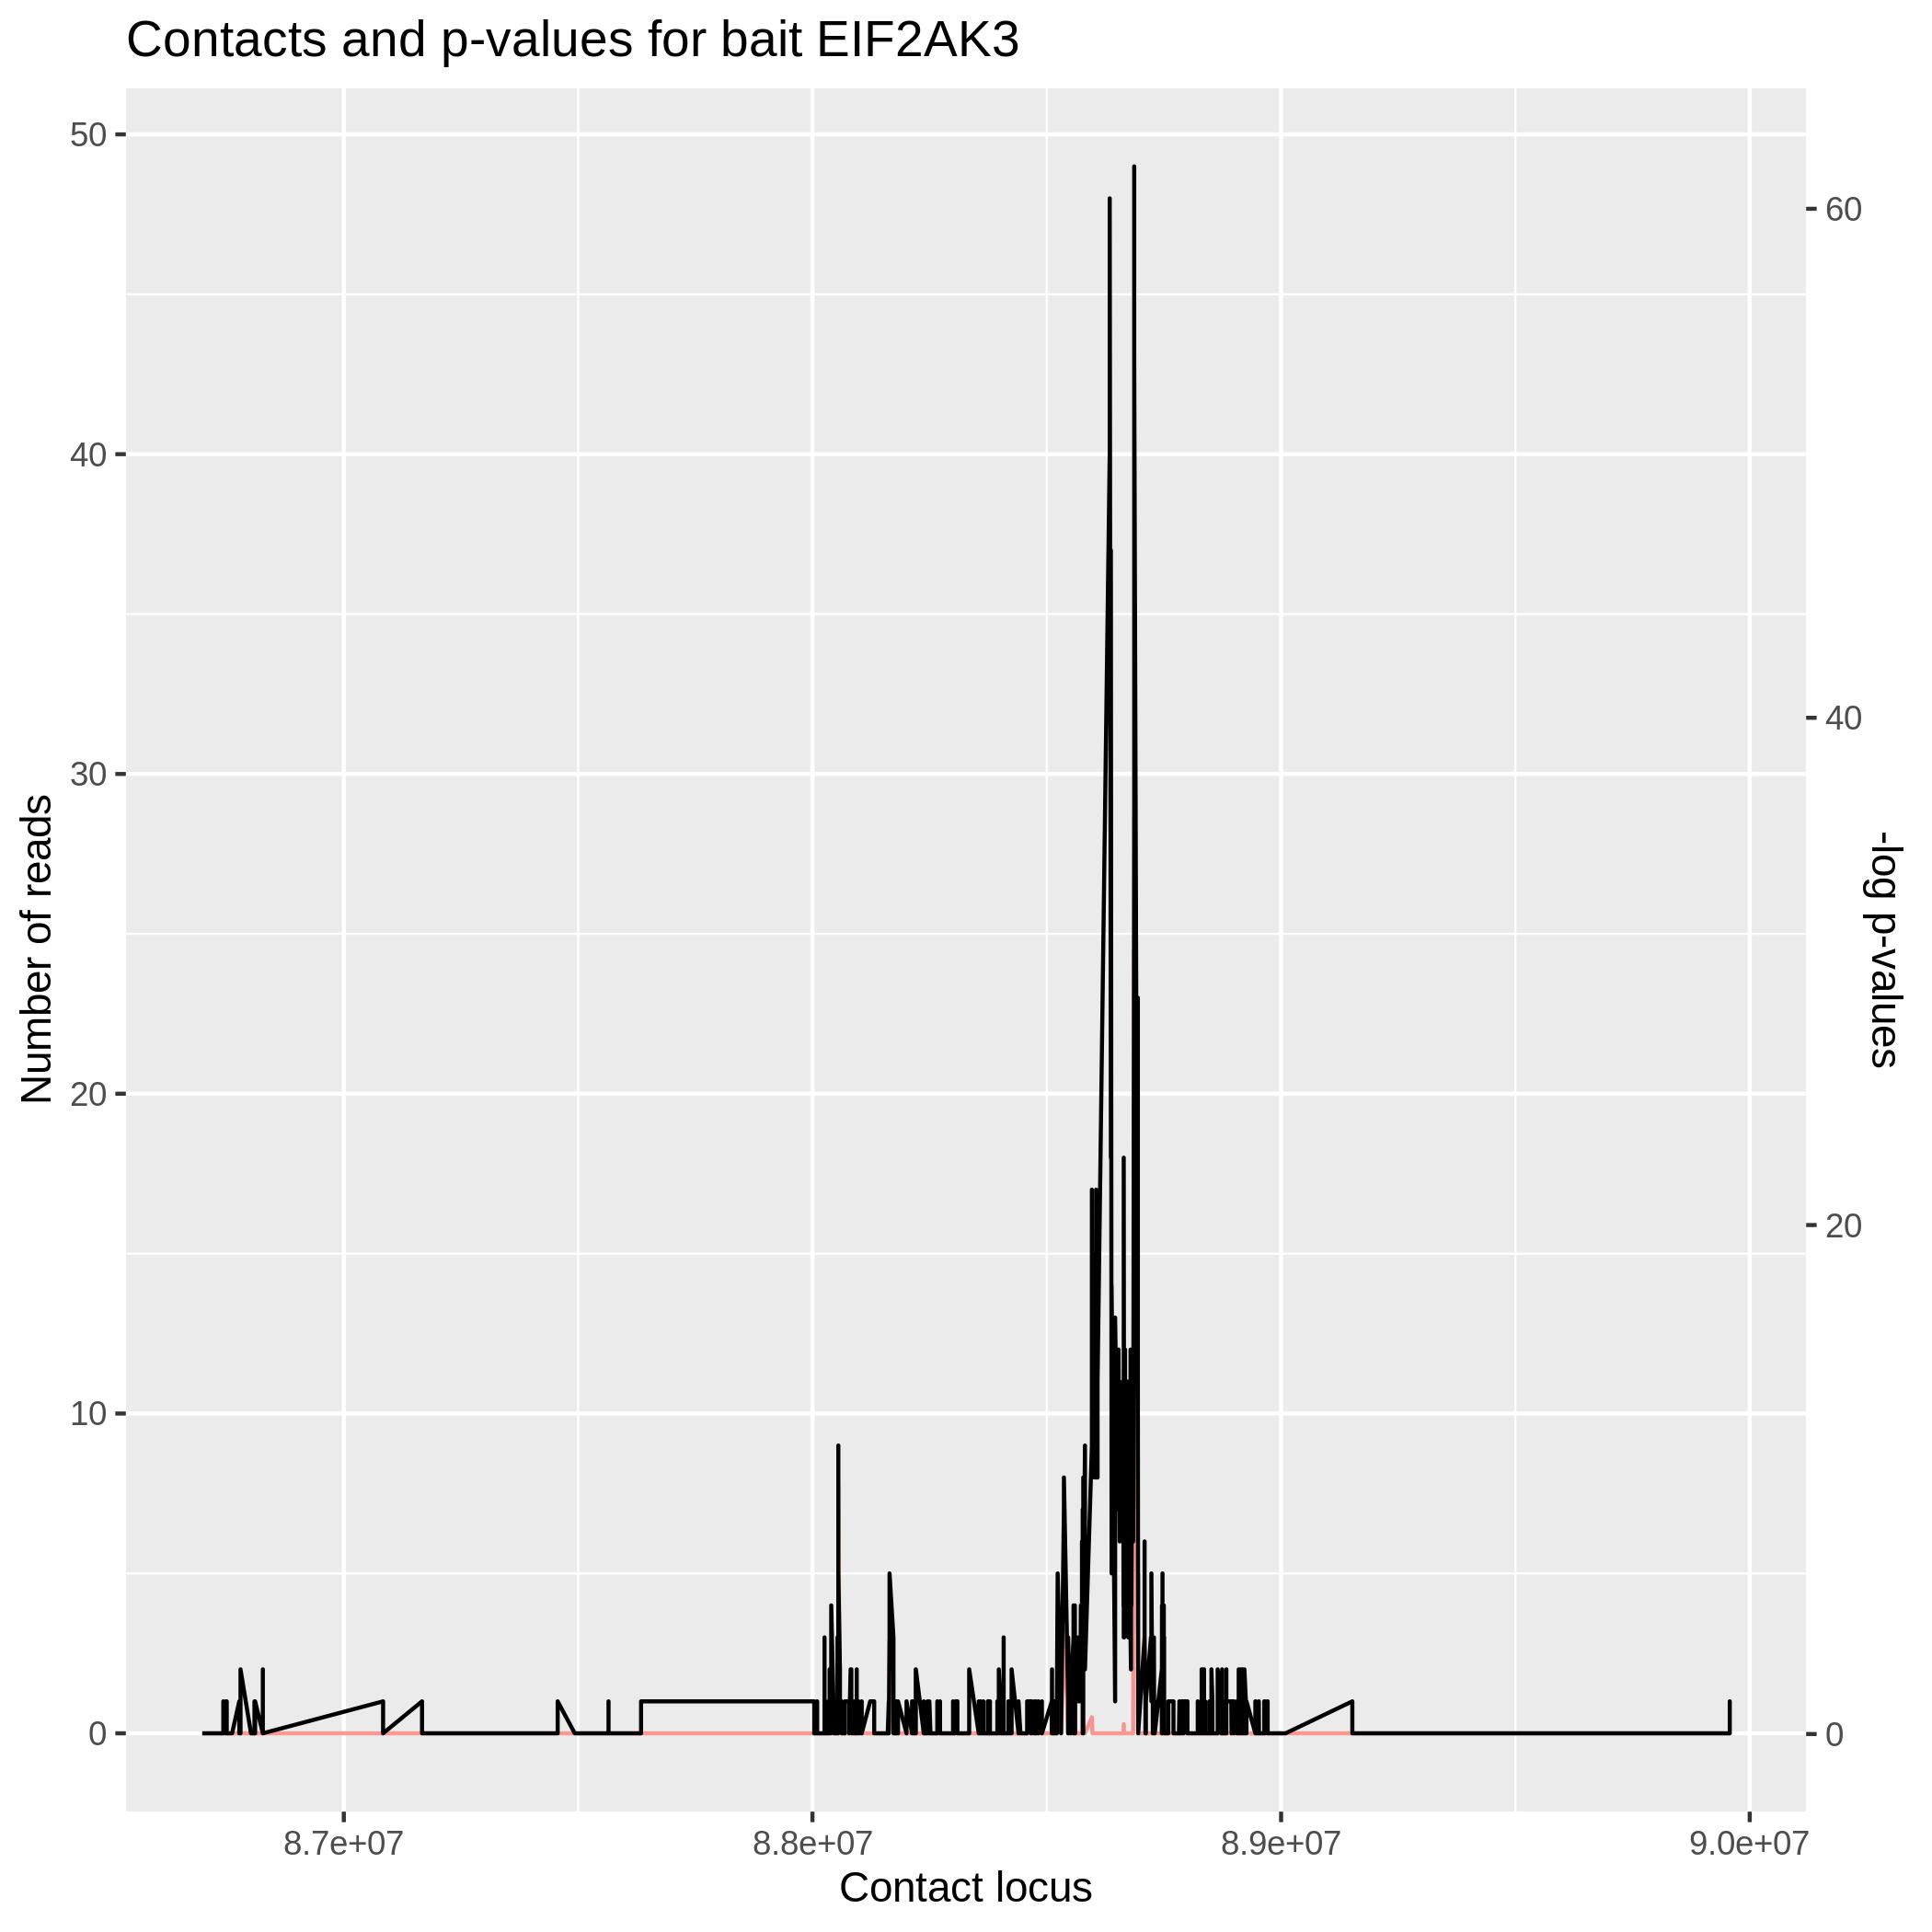 Contacts and p-values for bait EIF2AK3
50
40
30
20
10
0
Number of reads
60
40
20
0
-log p-values
8.7e+07 8.8e+07 8.9e+07 9.0e+07
Contact locus